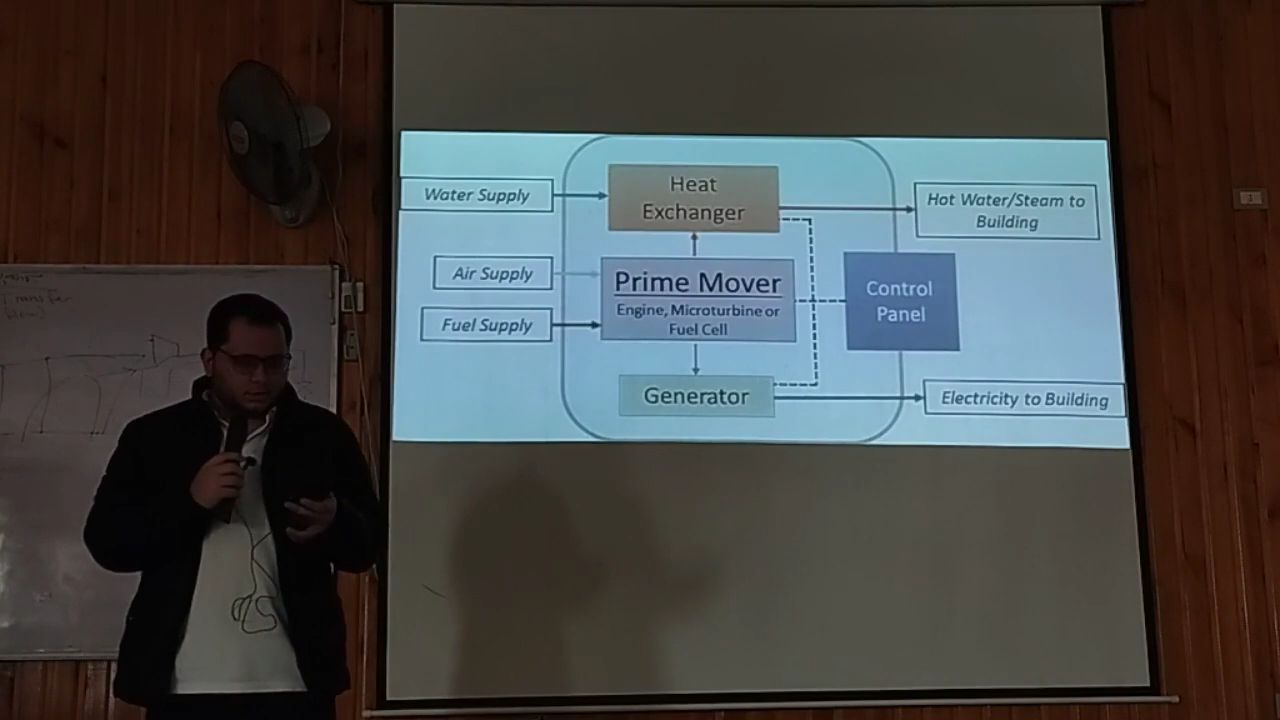 Water Supply
Heat
Exchanger
Hot Water/Steam to
Building
Air Supply
Prime Mover
Engine, Microturbine or
Fuel Cell
Control
Panel
Fuel Supply
Generator
Electricity to Building
Transfer